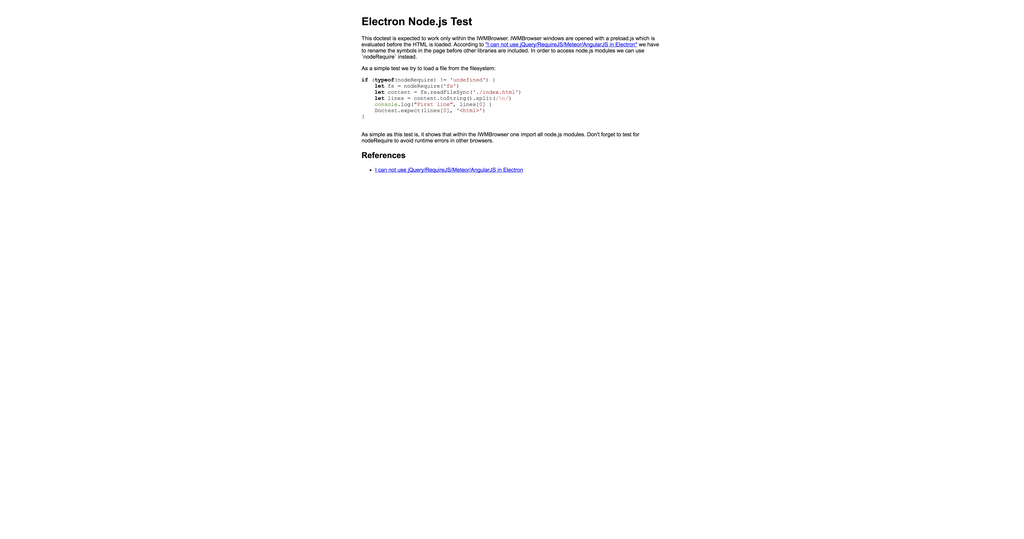 Electron Node.js Test
This doctest is expected to work only within the IWMBrowser. IWMBrowser windows are opened with a preload.js which is
evaluated before the HTML is loaded. According to "I can not use jQuery/RequireJS/Meteor/AngularJS in Electron" we have
to rename the symbols in the page before other libraries are included. In order to access node.js modules we can use
`nodeRequire` instead.
As a simple test we try to load a file from the filesystem:
if (typeof(nodeRequire) != 'undefined') {
    let fs = nodeRequire('fs')
    let content = fs.readFileSync('./index.html')
    let lines = content.toString().split(/\n/)
    console.log("First line", lines[0] )
    Doctest.expect(lines[0], '<html>')
}
As simple as this test is, it shows that within the IWMBrowser one import all node.js modules. Don't forget to test for
nodeRequire to avoid runtime errors in other browsers.
References
• I can not use jQuery/RequireJS/Meteor/AngularJS in Electron